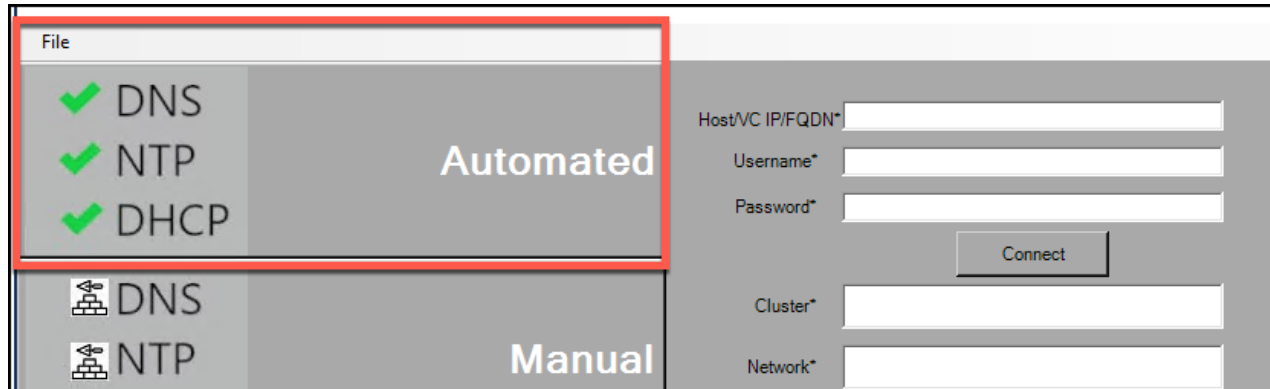 File
DNS
NTP
DHCP
Automated
DNS
NTP
Manual
Host/VC IP/FQDN*
Username*
Password*
Connect
Cluster*
Network*